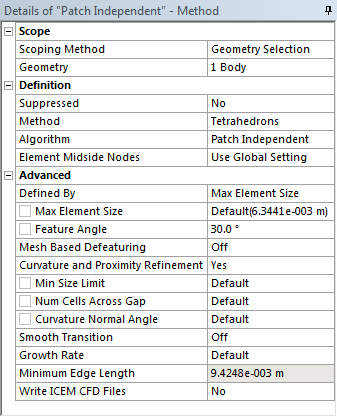 Details of "Patch Independent" - Method
Scope
Scoping Method Geometry Selection
Geometry 1 Body
Definition
Suppressed No
Method Tetrahedrons
Algorithm Patch Independent
Element Midside Nodes Use Global Setting
Advanced
Defined By Max Element Size
Max Element Size Default(6.3441e-003 m)
Feature Angle 30.0 °
Mesh Based Defeaturing Off
Curvature and Proximity Refinement Yes
Min Size Limit Default
Num Cells Across Gap Default
Curvature Normal Angle Default
Smooth Transition Off
Growth Rate Default
Minimum Edge Length 9.4248e-003 m
Write ICEM CFD Files No